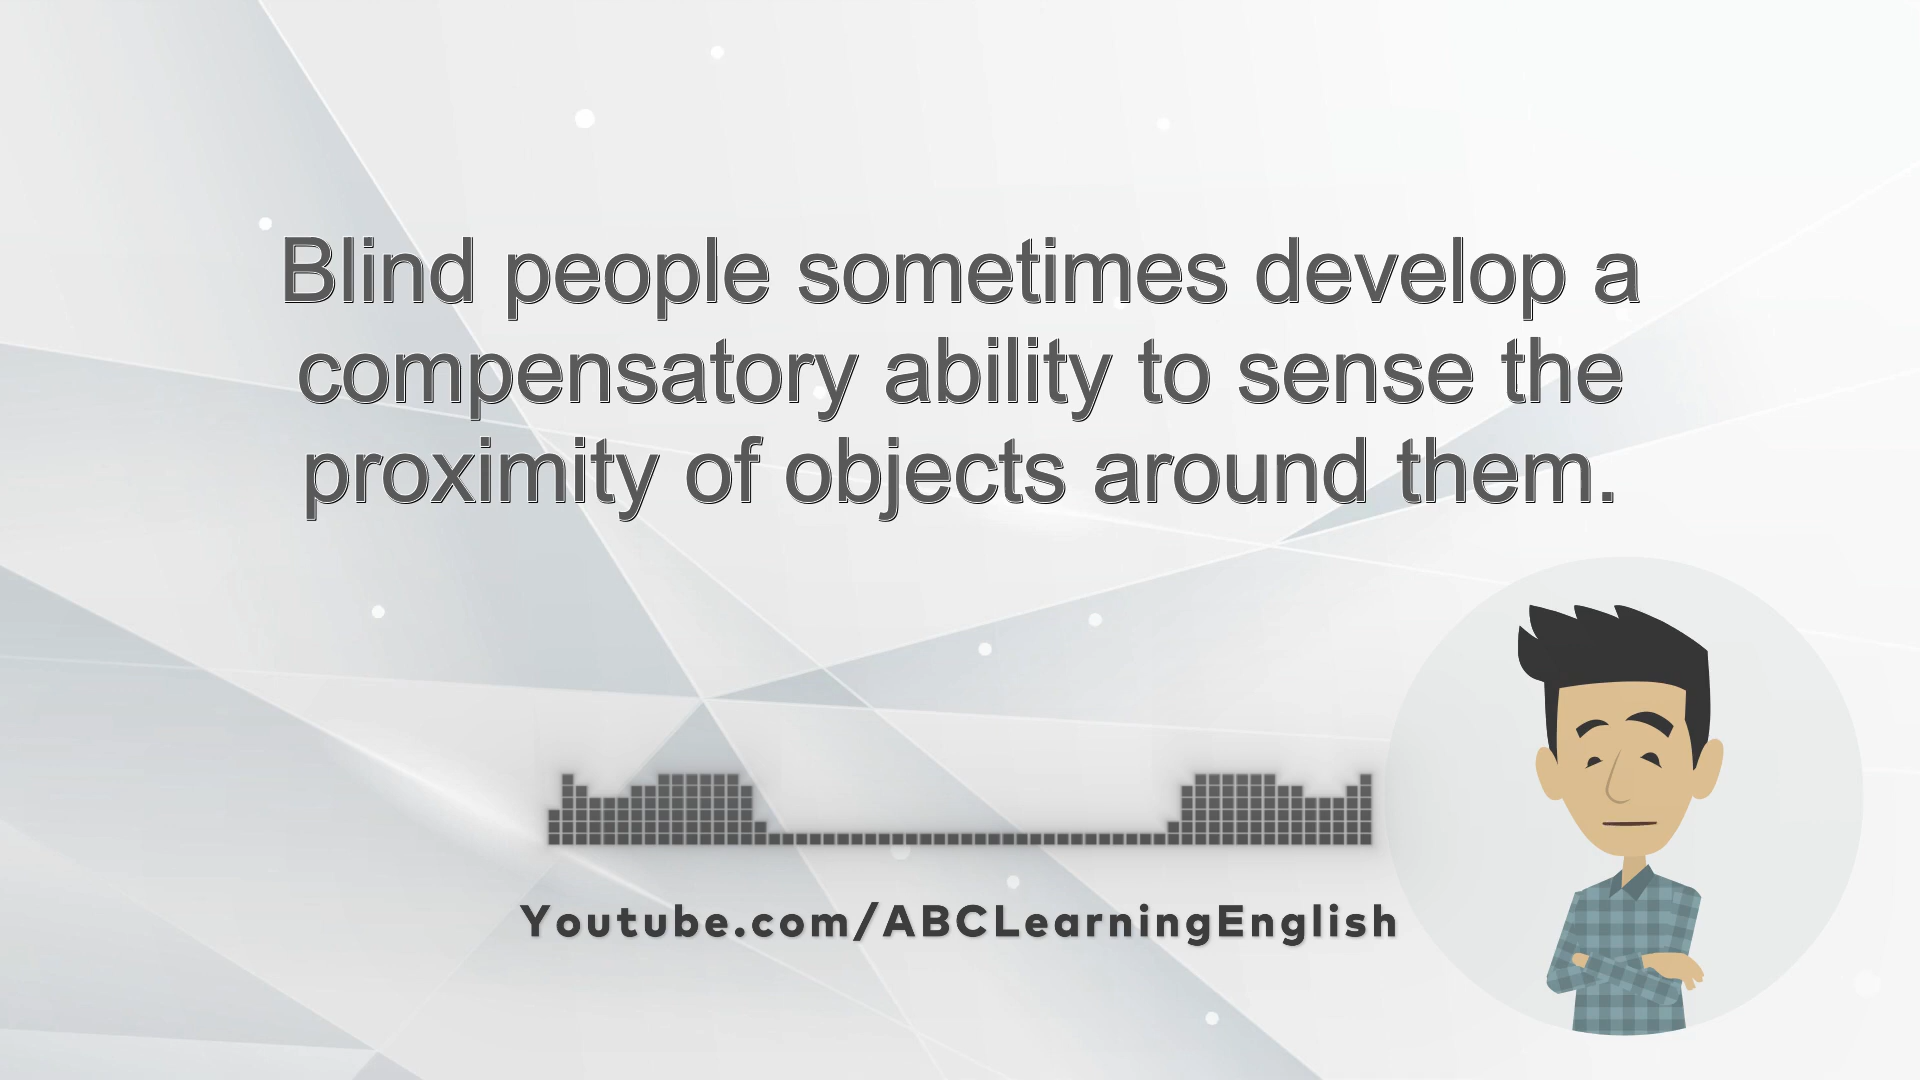 Blind people sometimes develop a
compensatory ability to sense the
proximity of objects around them.
Youtube.com/ABCLearningEnglish